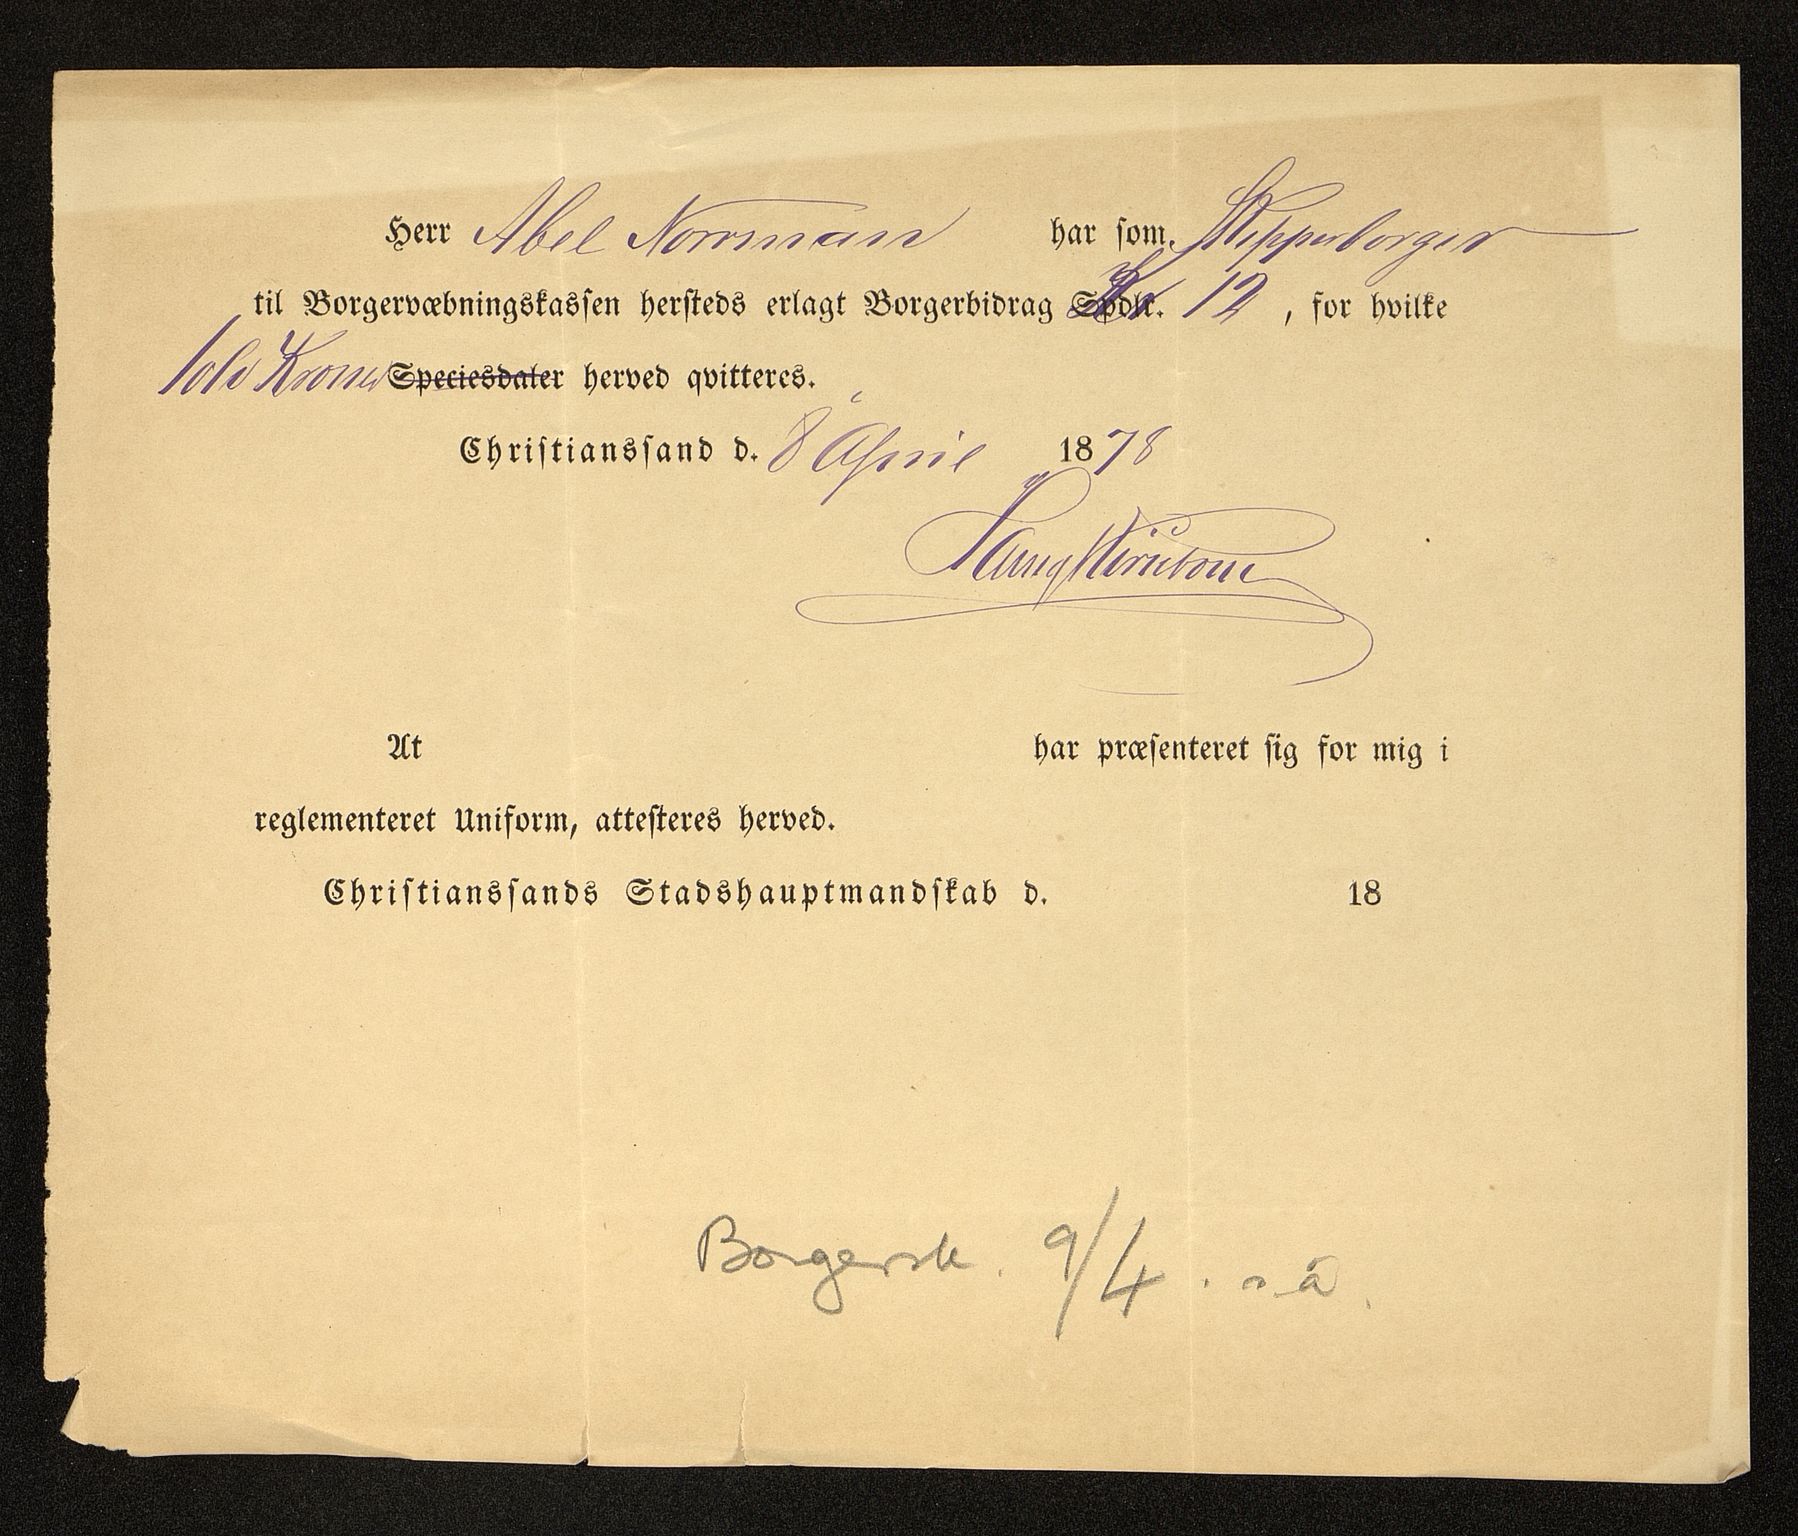 Herr Abel Norrman har som Skipperborger
til Borgervæbningskassen hersteds erlagt Borgerbidrag Spdlr. Kr 12, for hvilke
tolv Kroner Speciesdaler herved qvitteres.
Christianssand d. 8 April 1878
At har præsenteret sig for mig i
reglementeret Uniform, attesteres herved.
Christianssands Stadshauptmandskab d. 18
Borgersk. 9/4. s.å.